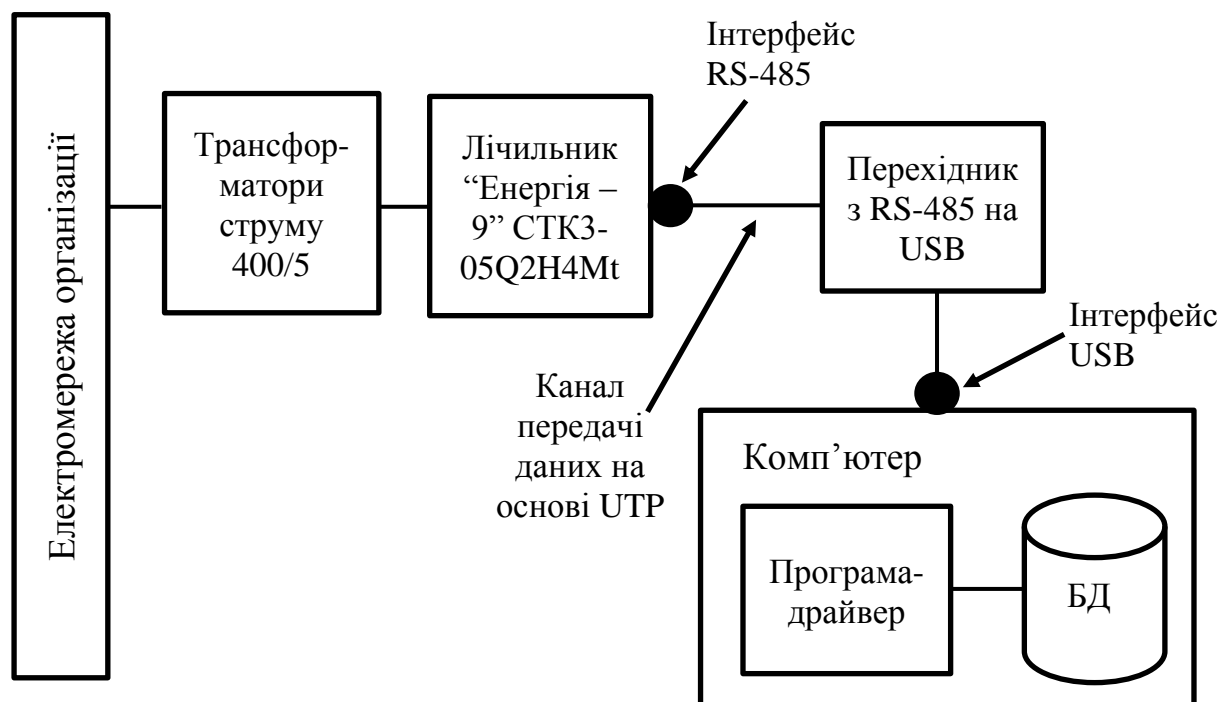 Електромережа організації
Трансфор-
матори
струму
400/5
Лічильник
“Енергія –
9” СТК3-
05Q2H4Mt
Інтерфейс
RS-485
Перехідник
з RS-485 на
USB
Канал
передачі
даних на
основі UTP
Інтерфейс
USB
Комп’ютер
Програма-
драйвер
БД